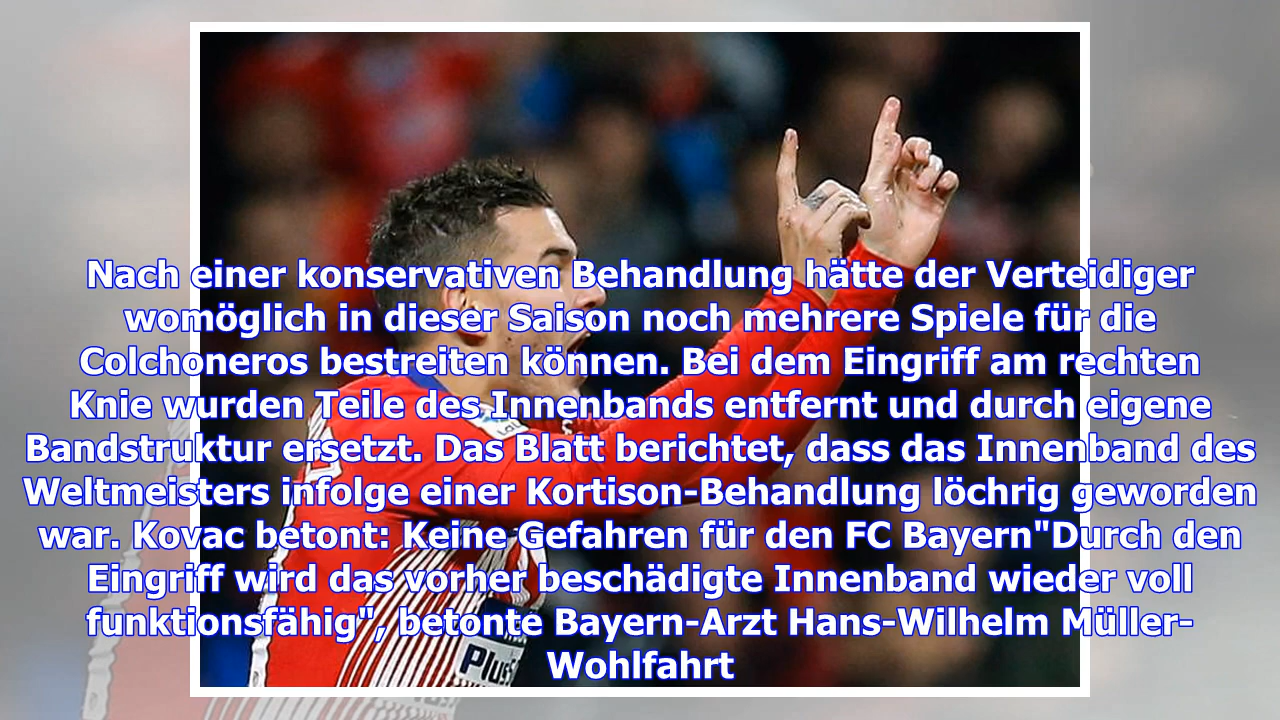 Nach einer konservativen Behandlung hätte der Verteidiger
womöglich in dieser Saison noch mehrere Spiele für die
Colchoneros bestreiten können. Bei dem Eingriff am rechten
Knie wurden Teile des Innenbands entfernt und durch eigene
Bandstruktur ersetzt. Das Blatt berichtet, dass das Innenband des
Weltmeisters infolge einer Kortison-Behandlung löchrig geworden
war. Kovac betont: Keine Gefahren für den FC Bayern"Durch den
Eingriff wird das vorher beschädigte Innenband wieder voll
funktionsfähig", betonte Bayern-Arzt Hans-Wilhelm Müller-
Wohlfahrt
Plus